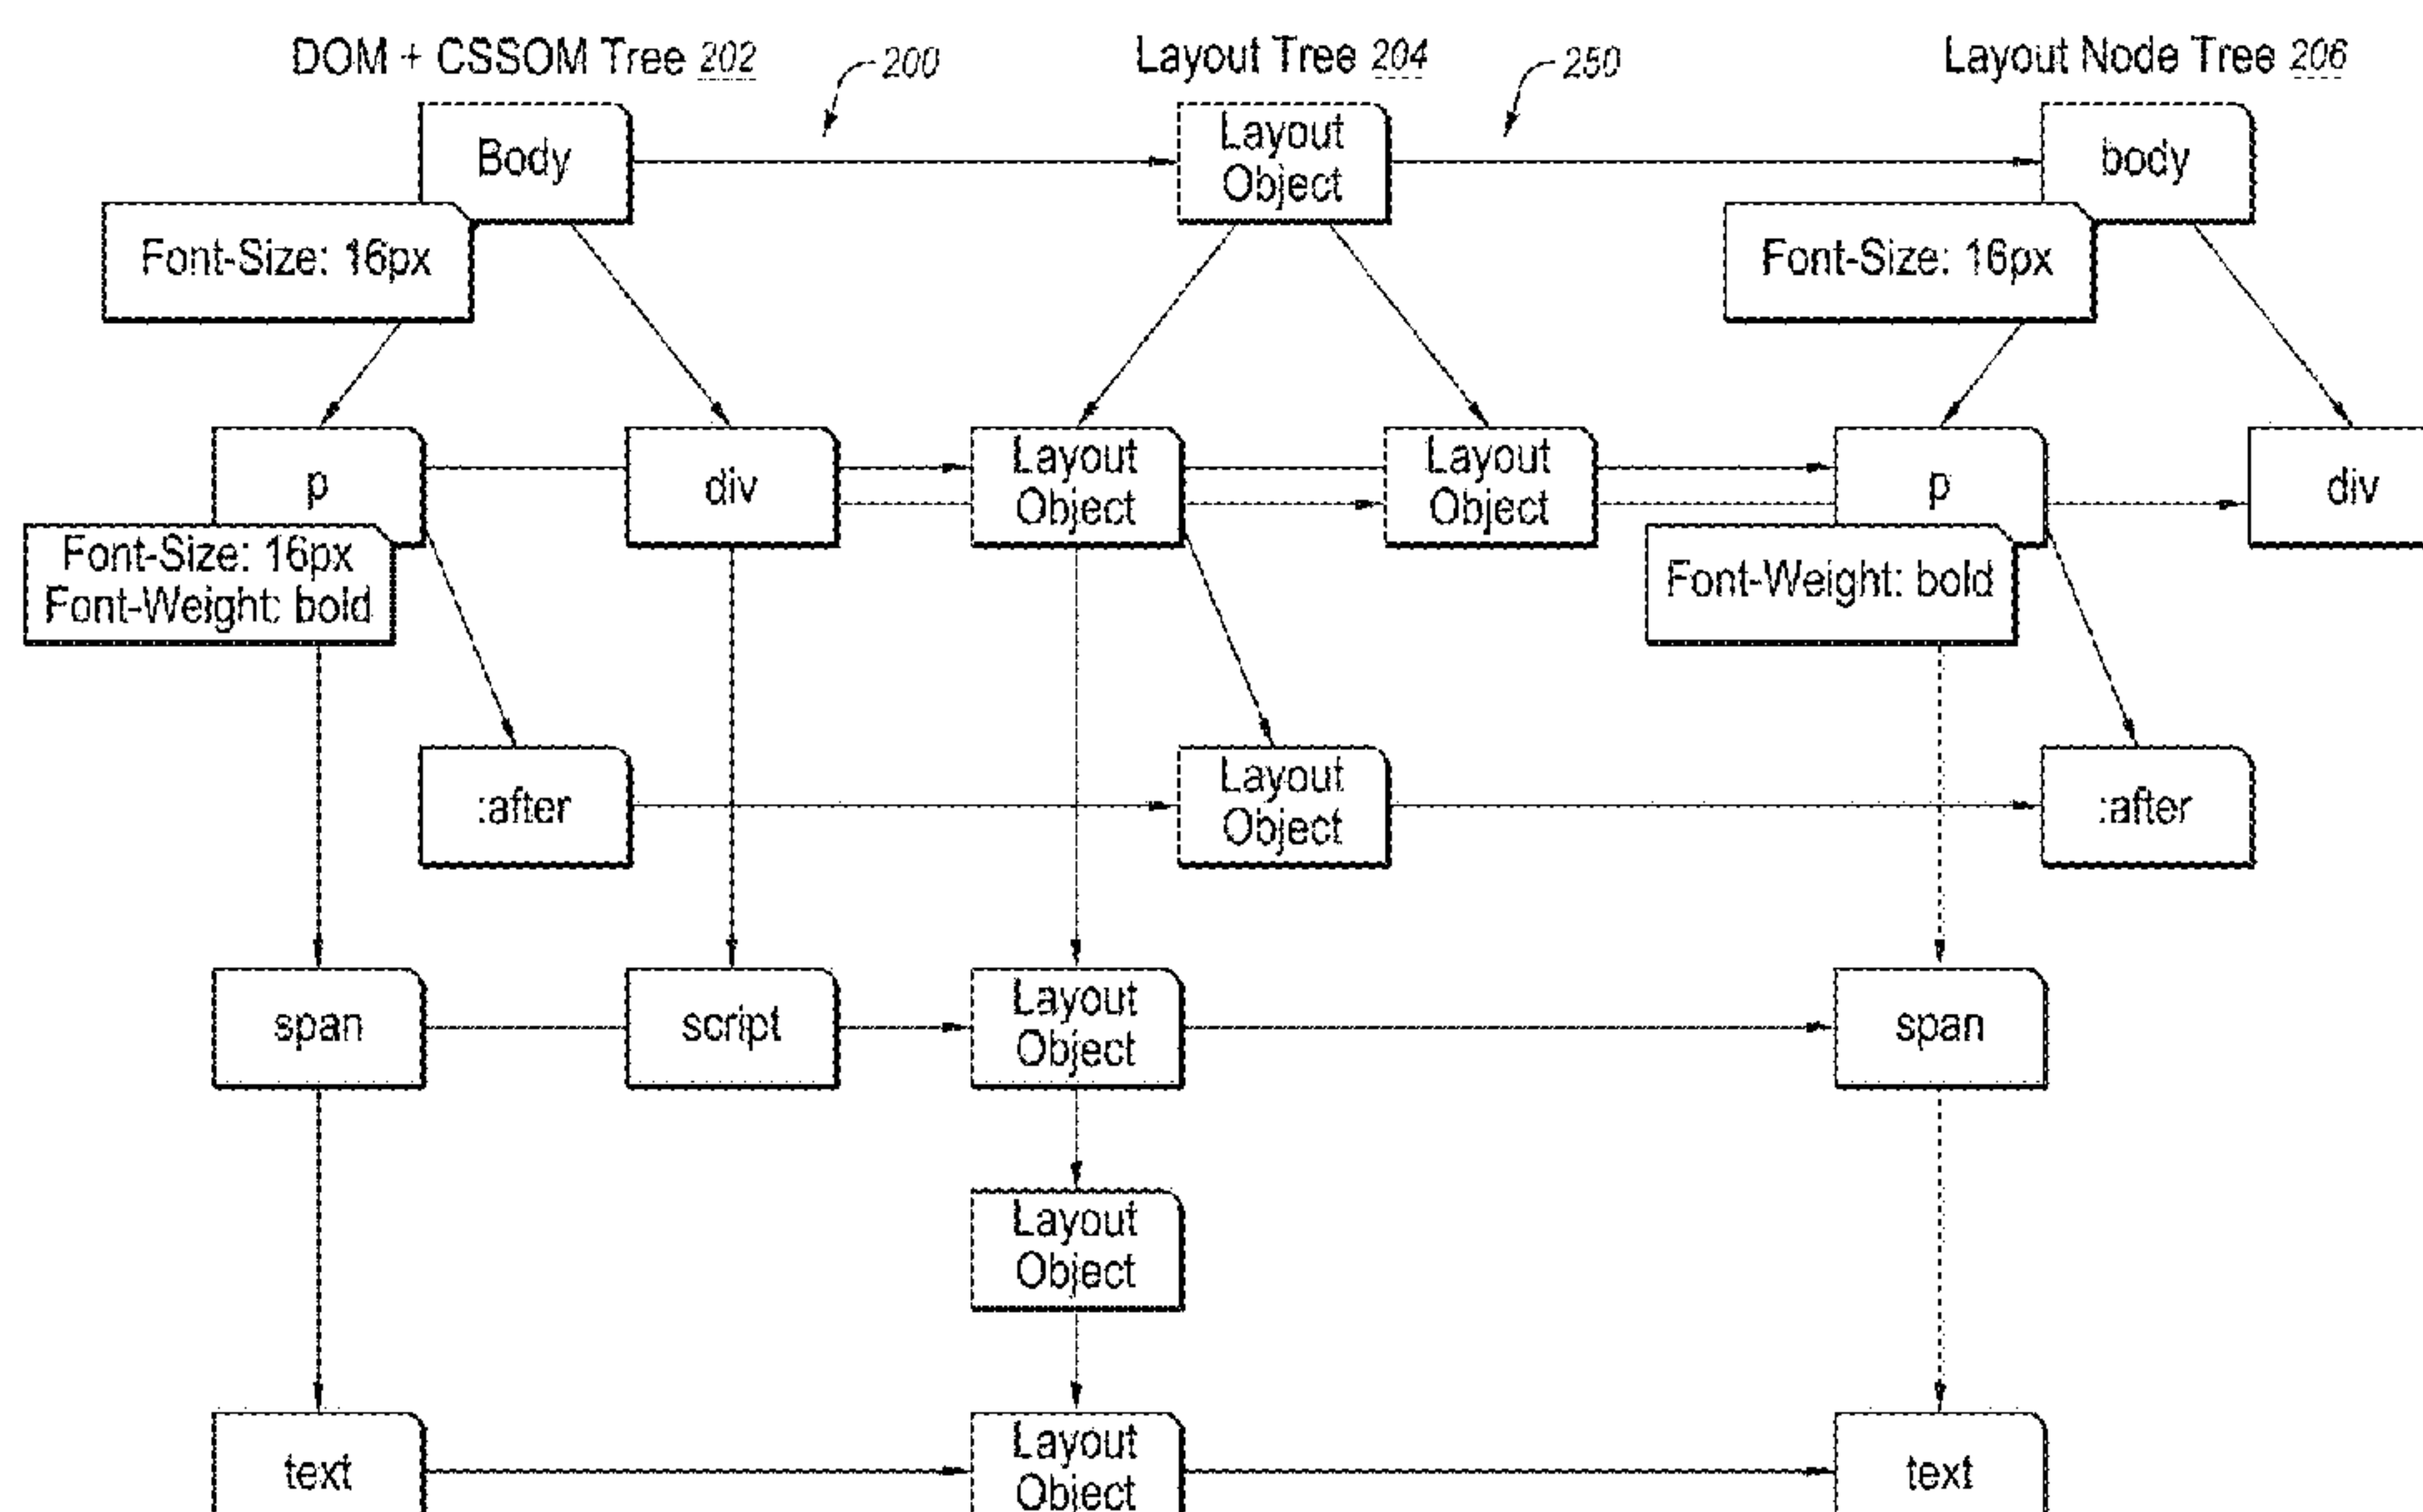 DOM + CSSOM Tree 202
200
Layout Tree 204
250
Layout Node Tree 206
Body
Layout
Object
body
Font-Size: 16px
Font-Size: 16px
p
div
Layout
Object
Layout
Object
p
div
Font-Size: 16px
Font-Weight: bold
Font-Weight: bold
:after
Layout
Object
:after
span
script
Layout
Object
span
Layout
Object
text
Layout
Object
text